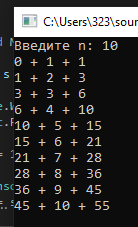 C:\Users\323\sour
Введите n: 10
0 + 1 + 1
1 + 2 + 3
3 + 3 + 6
6 + 4 + 10
10 + 5 + 15
15 + 6 + 21
21 + 7 + 28
28 + 8 + 36
36 + 9 + 45
45 + 10 + 55